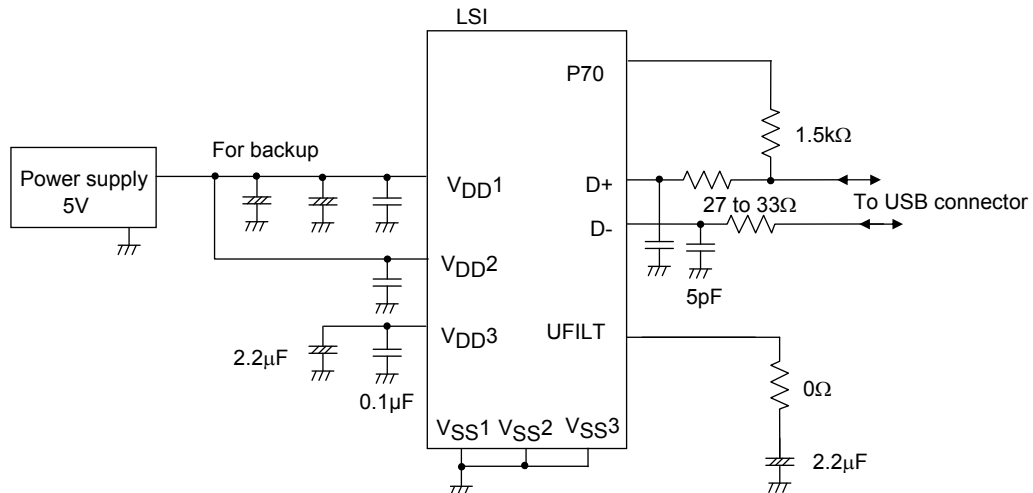 LSI
P70
1.5kΩ
For backup
Power supply
5V
VDD1
D+
27 to 33Ω
To USB connector
D-
VDD2
5pF
VDD3
UFILT
2.2μF
0.1μF
0Ω
VSS1 VSS2 VSS3
2.2μF